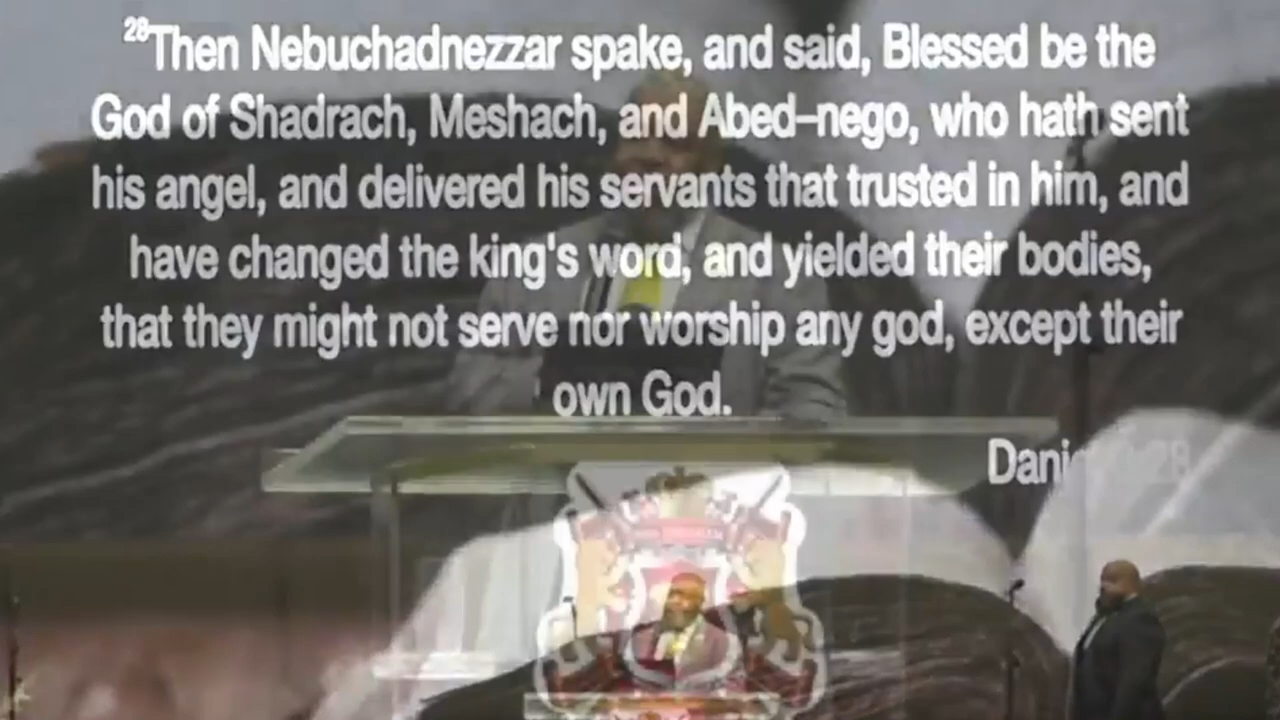 28Then Nebuchadnezzar spake, and said, Blessed be the
God of Shadrach, Meshach, and Abed–nego, who hath sent
his angel, and delivered his servants that trusted in him, and
have changed the king's word, and yielded their bodies,
that they might not serve nor worship any god, except their
own God.
28